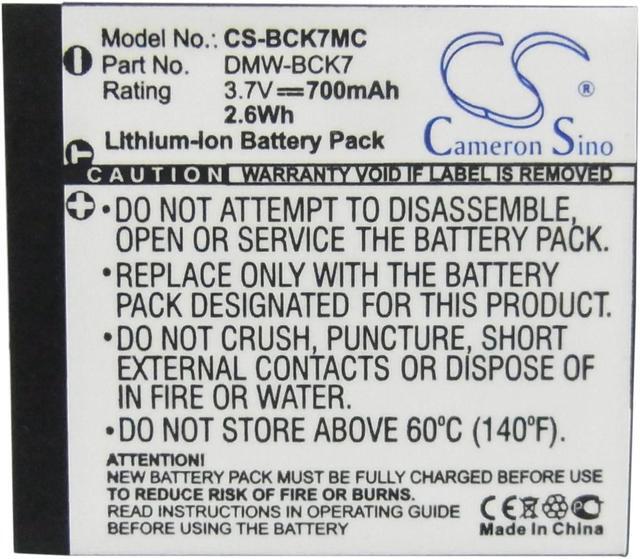 Model No.: CS-BCK7MC
Part No. DMW-BCK7
Rating 3.7V⎓700mAh
2.6Wh
Lithium-Ion Battery Pack
CS®
Cameron Sino
T
CAUTION WARRANTY VOID IF LABEL IS REMOVED
•DO NOT ATTEMPT TO DISASSEMBLE,
OPEN OR SERVICE THE BATTERY PACK.
•REPLACE ONLY WITH THE BATTERY
PACK DESIGNATED FOR THIS PRODUCT.
•DO NOT CRUSH, PUNCTURE, SHORT
EXTERNAL CONTACTS OR DISPOSE OF
IN FIRE OR WATER.
•DO NOT STORE ABOVE 60°C (140°F).
ATTENTION!
NEW BATTERY PACK MUST BE FULLY CHARGED BEFORE USE
TO REDUCE RISK OF FIRE OR BURNS.
READ INSTRUCTIONS IN OPERATING GUIDE
BEFORE USING THE BATTERY
CE PC
Made In China